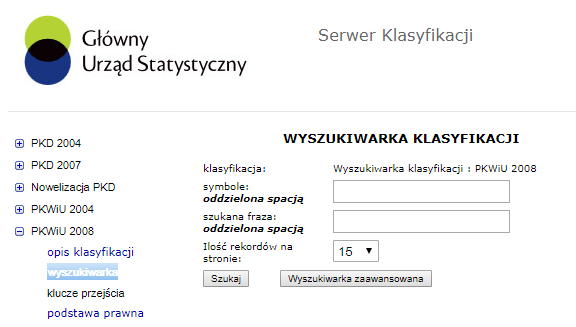 Główny
Urząd Statystyczny
Serwer Klasyfikacji
PKD 2004
PKD 2007
Nowelizacja PKD
PKWiU 2004
PKWiU 2008
opis klasyfikacji
wyszukiwarka
klucze przejścia
podstawa prawna
WYSZUKIWARKA KLASYFIKACJI
klasyfikacja: Wyszukiwarka klasyfikacji : PKWiU 2008
symbole:
oddzielona spacją
szukana fraza:
oddzielona spacją
Ilość rekordów na
stronie: 15
Szukaj Wyszukiwarka zaawansowana